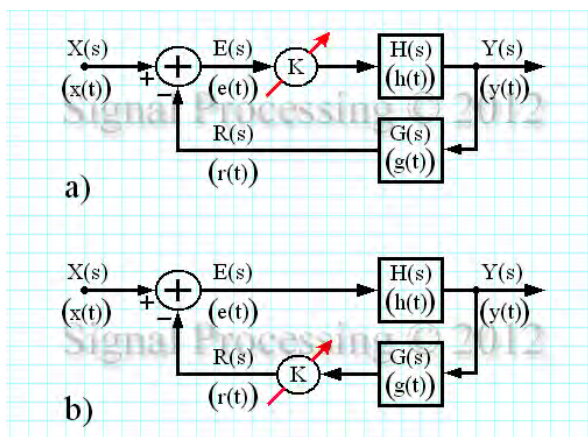 X(s) E(s) H(s) Y(s)
+ + K
(x(t)) − (e(t)) (h(t)) (y(t))
Signal Processing © 2012
R(s) G(s)
(r(t)) (g(t))
a)
X(s) E(s) H(s) Y(s)
+ +
(x(t)) − (e(t)) (h(t)) (y(t))
Signal Processing © 2012
R(s) K G(s)
(r(t)) (g(t))
b)